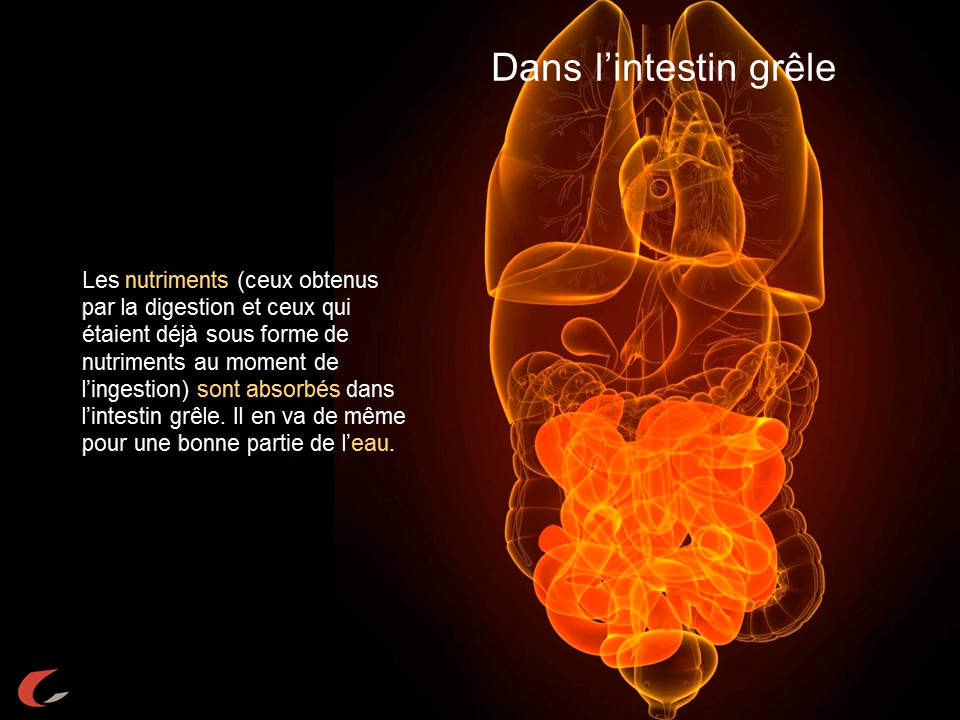 Dans l’intestin grêle
Les nutriments (ceux obtenus
par la digestion et ceux qui
étaient déjà sous forme de
nutriments au moment de
l’ingestion) sont absorbés dans
l’intestin grêle. Il en va de même
pour une bonne partie de l’eau.